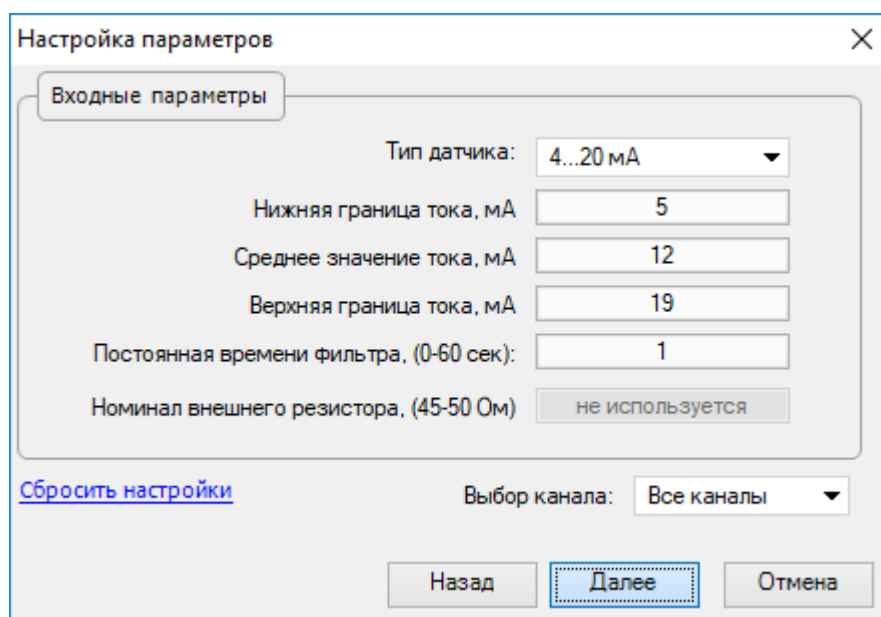 Настройка параметров
Входные параметры
Тип датчика: 4...20 мА
Нижняя граница тока, мА 5
Среднее значение тока, мА 12
Верхняя граница тока, мА 19
Постоянная времени фильтра, (0-60 сек): 1
Номинал внешнего резистора, (45-50 Ом) не используется
Сбросить настройки Выбор канала: Все каналы
Назад Далее Отмена